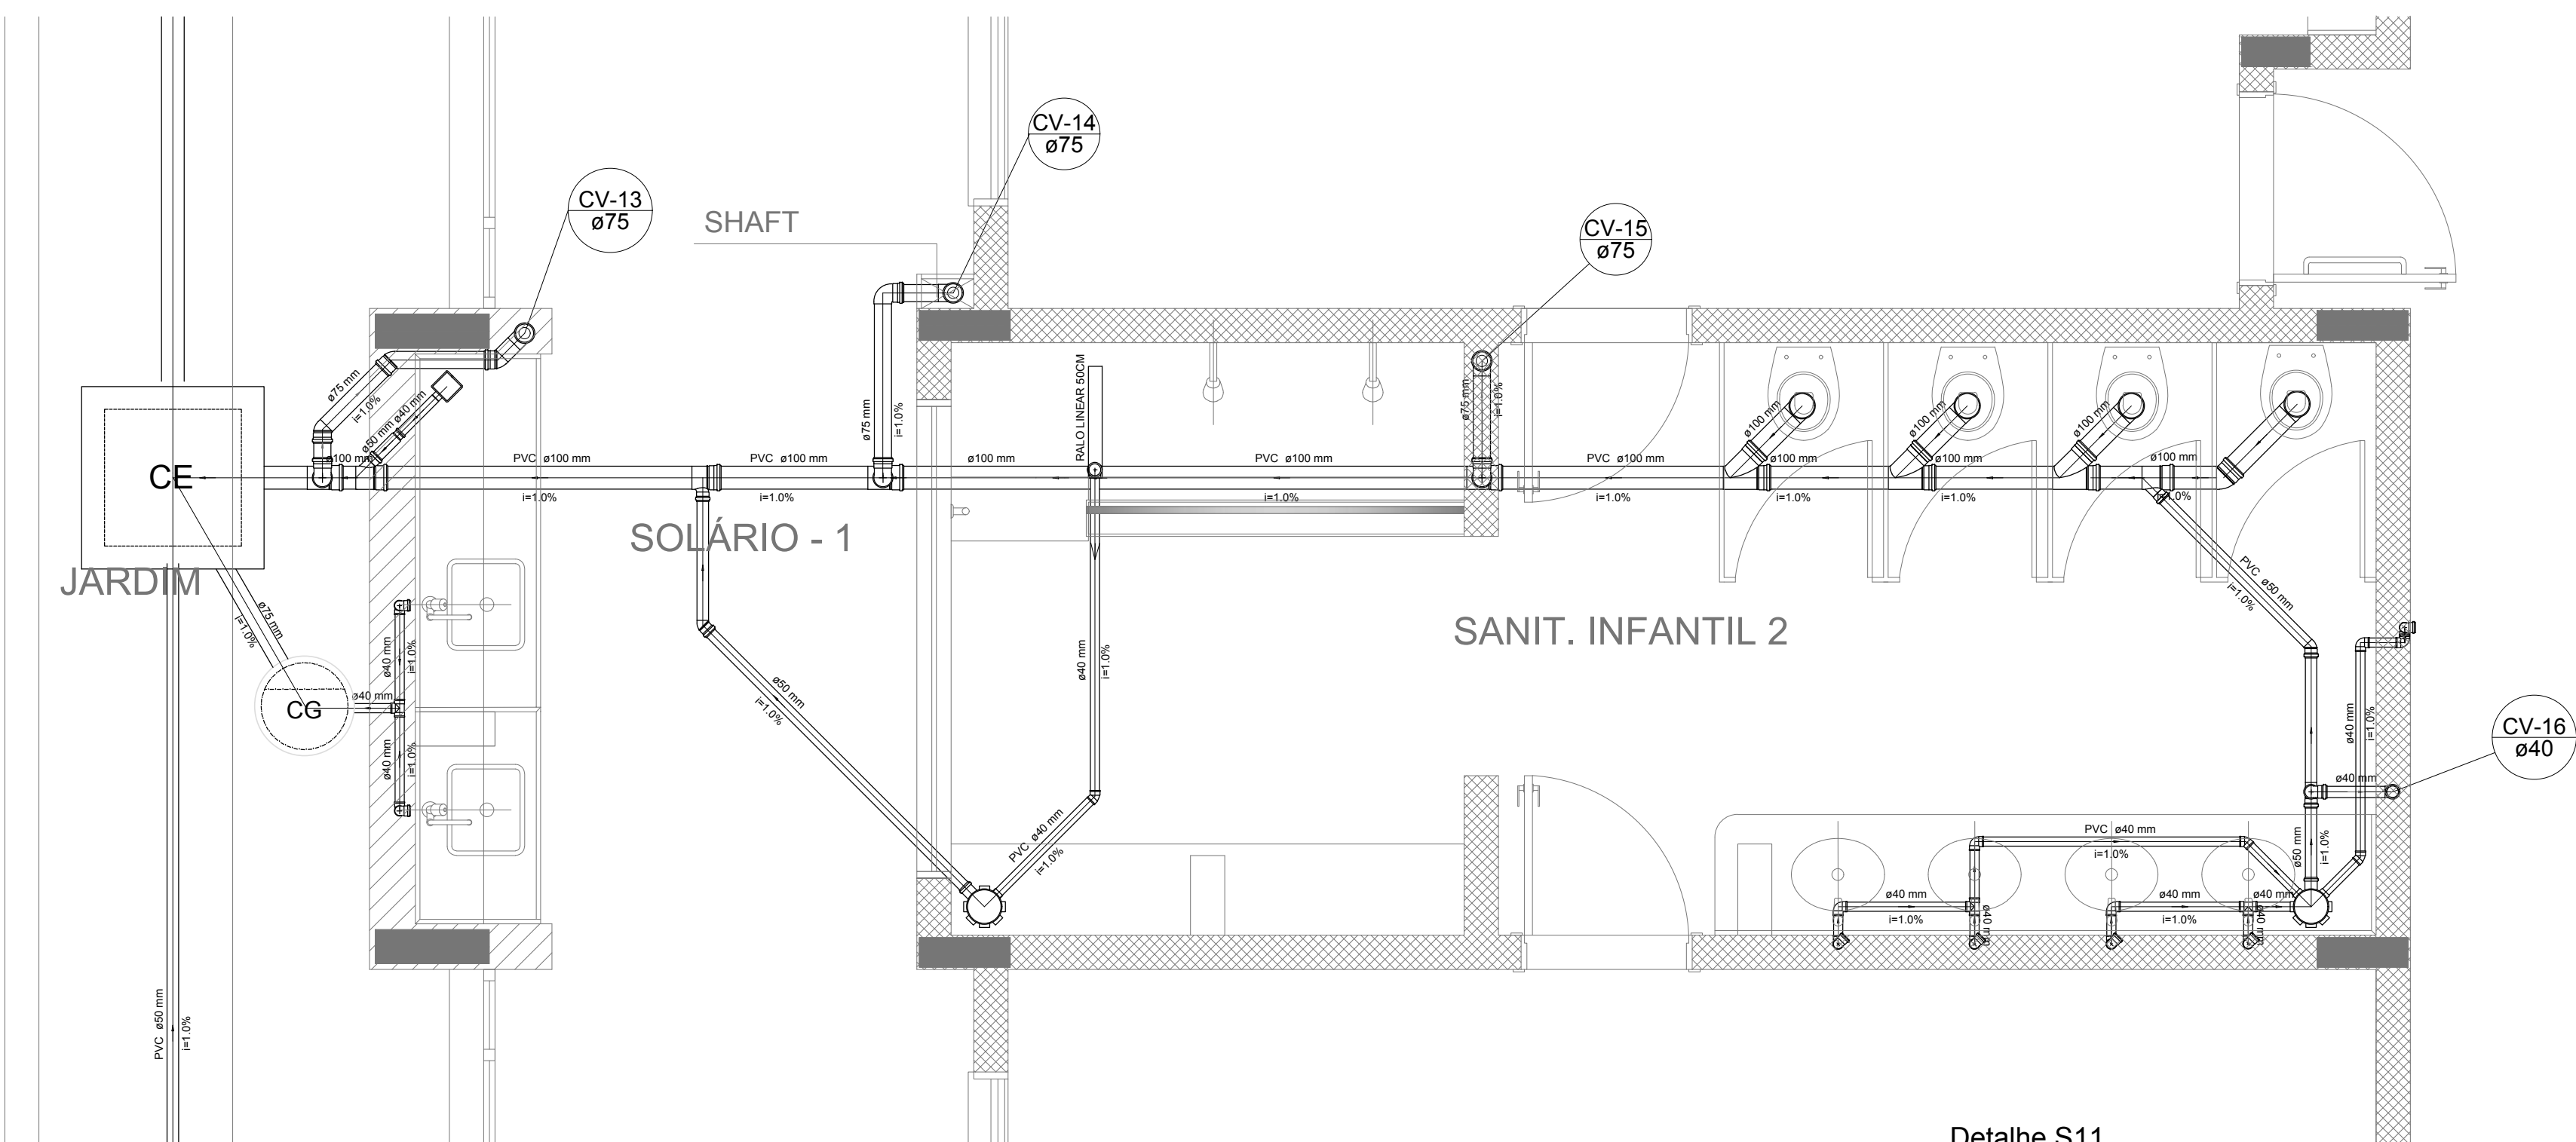 CV-14
ø75
CV-13
ø75
SHAFT
CV-15
ø75
RALO LINEAR 50CM
ø75 mm
i=1.0%
ø50 mm
ø40 mm
ø75 mm
i=1.0%
ø75 mm
i=1.0%
ø100 mm
ø100 mm
ø100 mm
CE
ø100 mm
PVC ø100 mm
i=1.0%
PVC ø100 mm
i=1.0%
ø100 mm
PVC ø100 mm
i=1.0%
PVC ø100 mm
i=1.0%
ø100 mm
i=1.0%
ø100 mm
i=1.0%
ø100 mm
i=1.0%
SOLÁRIO - 1
JARDIM
PVC ø50 mm
i=1.0%
SANIT. INFANTIL 2
ø75 mm
i=1.0%
ø40 mm
i=1.0%
ø40 mm
i=1.0%
ø50 mm
i=1.0%
CG
ø40 mm
ø40 mm
i=1.0%
ø40 mm
i=1.0%
CV-16
ø40
ø40 mm
PVC ø40 mm
i=1.0%
PVC ø40 mm
i=1.0%
ø50 mm
i=1.0%
ø40 mm
i=1.0%
ø40 mm
i=1.0%
ø40 mm
ø40 mm
ø40 mm
PVC ø50 mm
i=1.0%
Detalhe S11